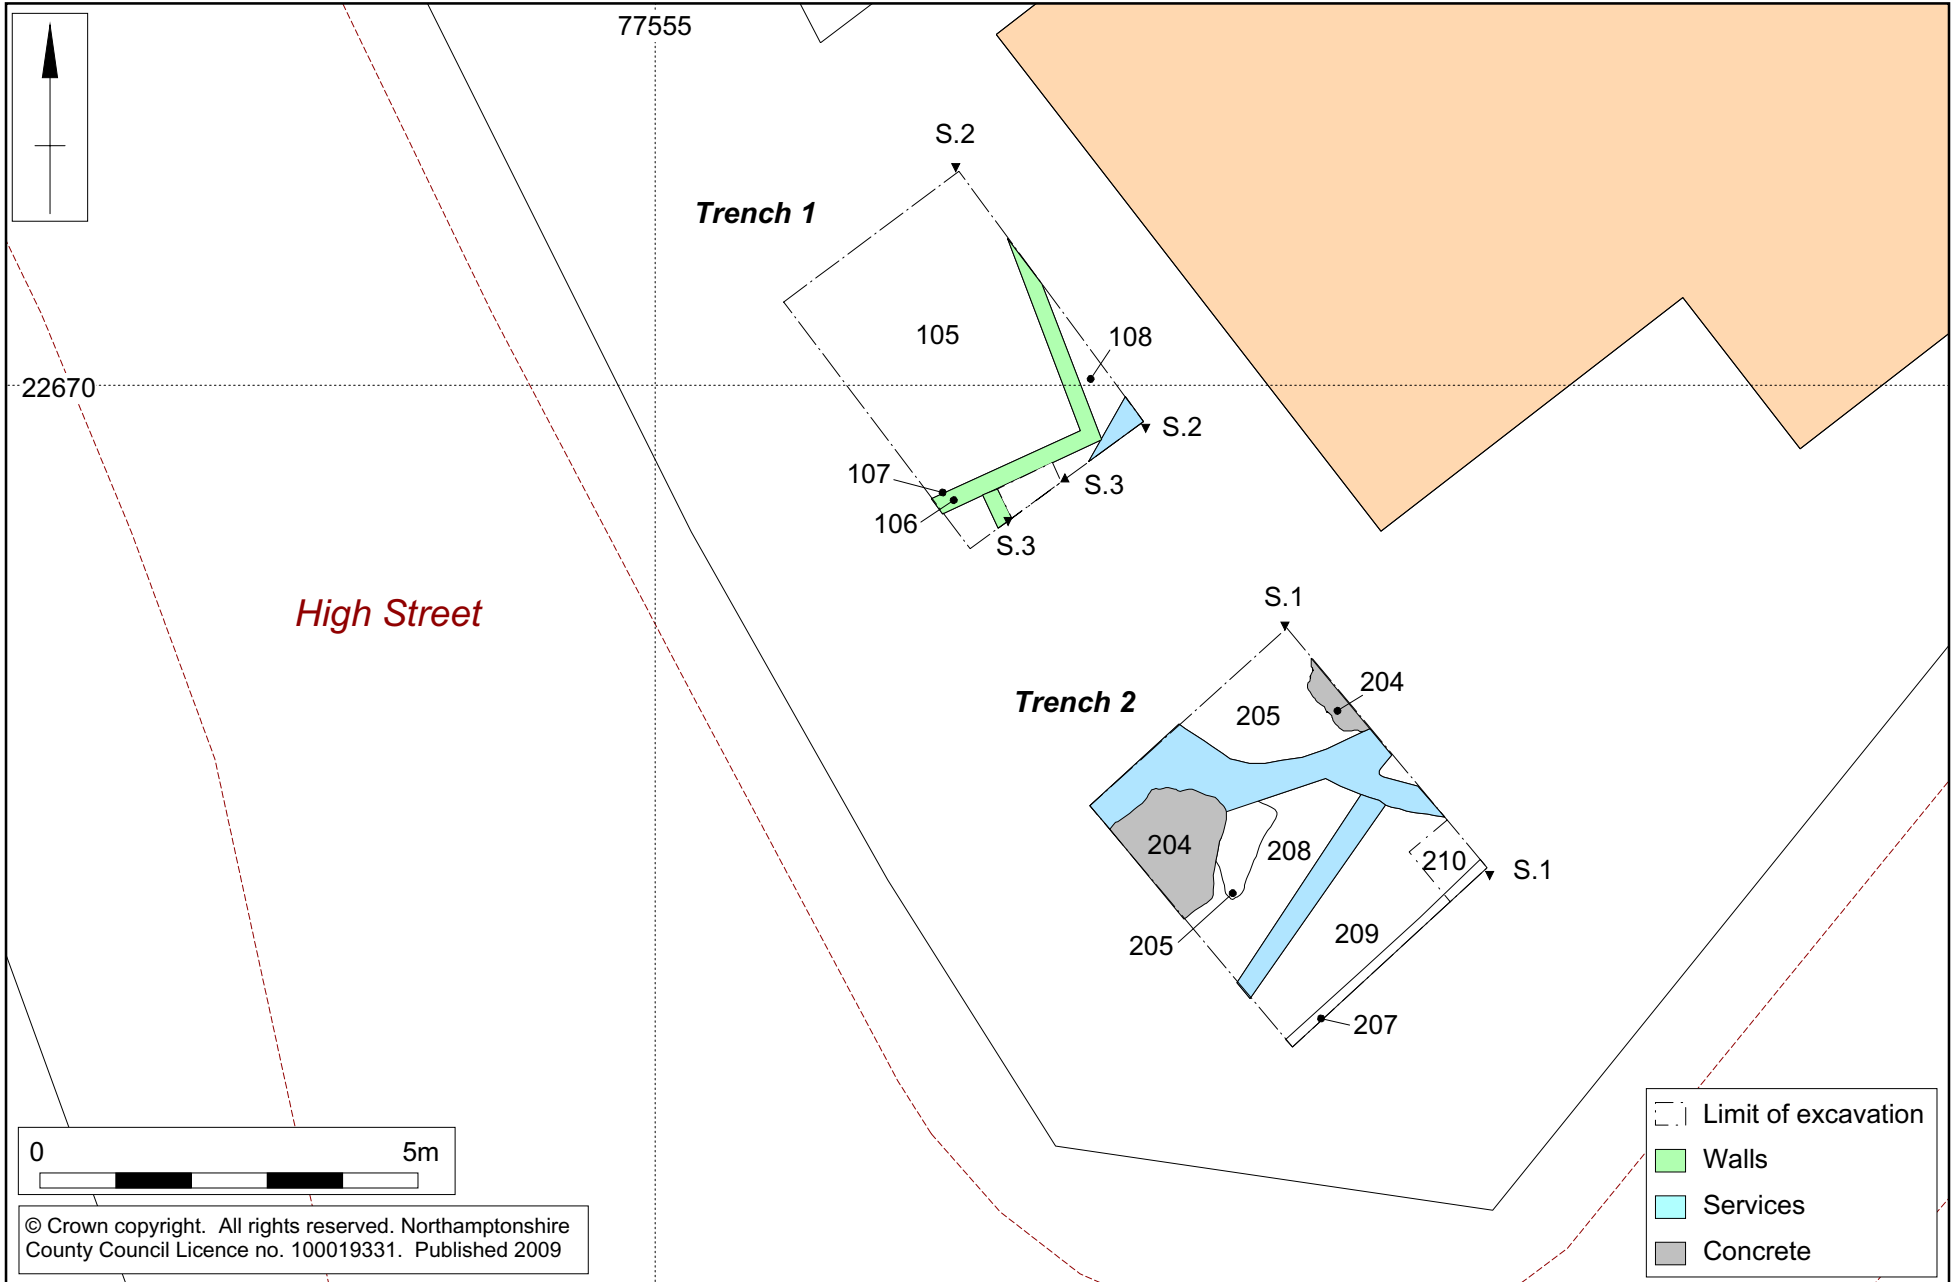 77555
S.2
Trench 1
105
108
22670
S.2
107
S.3
106
S.3
High Street
S.1
Trench 2
204
205
204
208
210
S.1
205
209
207
0 5m
© Crown copyright. All rights reserved. Northamptonshire
County Council Licence no. 100019331. Published 2009
Limit of excavation
Walls
Services
Concrete